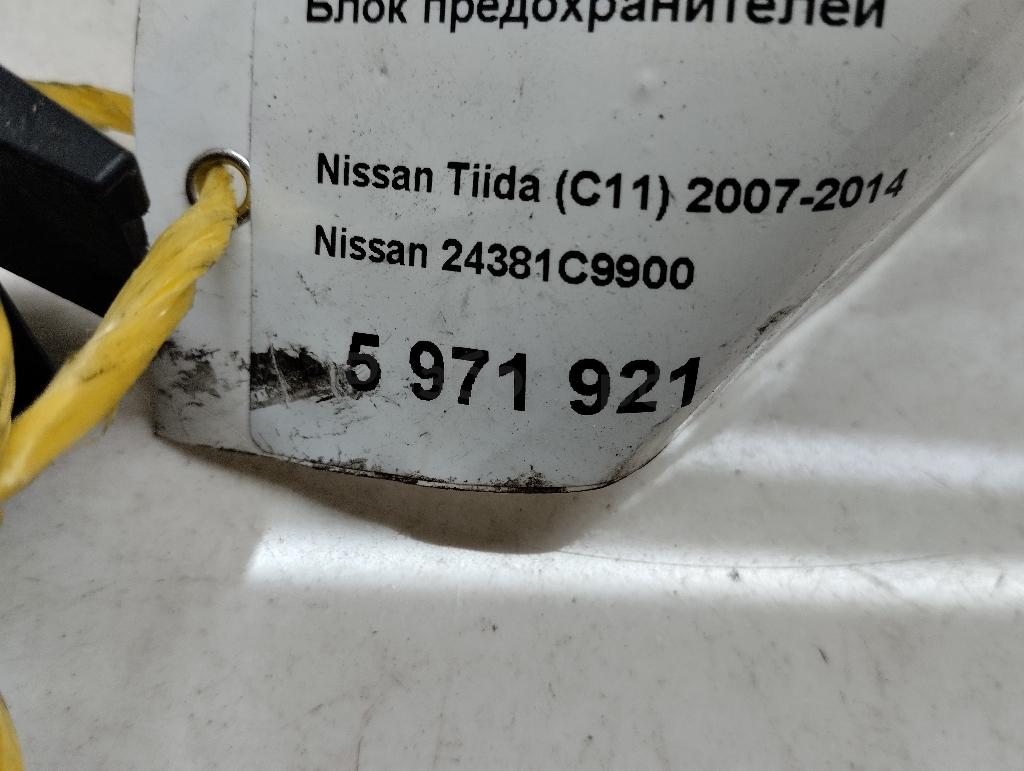 Блок предохранителей
Nissan Tiida (C11) 2007-2014
Nissan 24381C9900
5 971 921